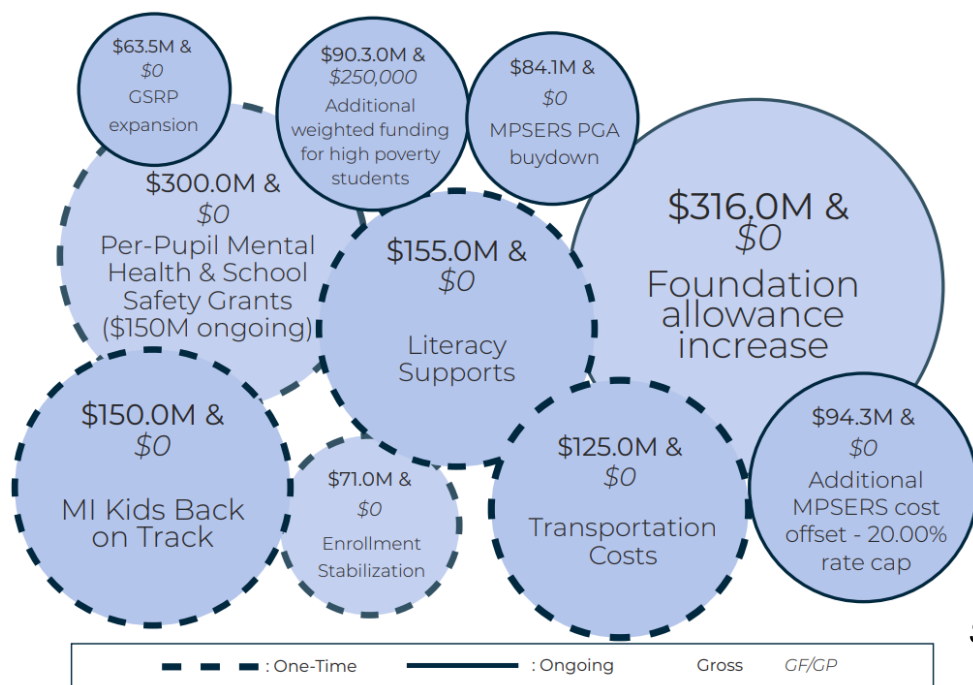 $63.5M &
$0
GSRP
expansion
$90.3.0M &
$250,000
Additional
weighted funding
for high poverty
students
$84.1M &
$0
MPSERS PGA
buydown
$300.0M &
$0
Per-Pupil Mental
Health & School
Safety Grants
($150M ongoing)
$155.0M &
$0
Literacy
Supports
$316.0M &
$0
Foundation
allowance
increase
$150.0M &
$0
MI Kids Back
on Track
$71.0M &
$0
Enrollment
Stabilization
$125.0M &
$0
Transportation
Costs
$94.3M &
$0
Additional
MPSERS cost
offset - 20.00%
rate cap
: One-Time : Ongoing Gross GF/GP